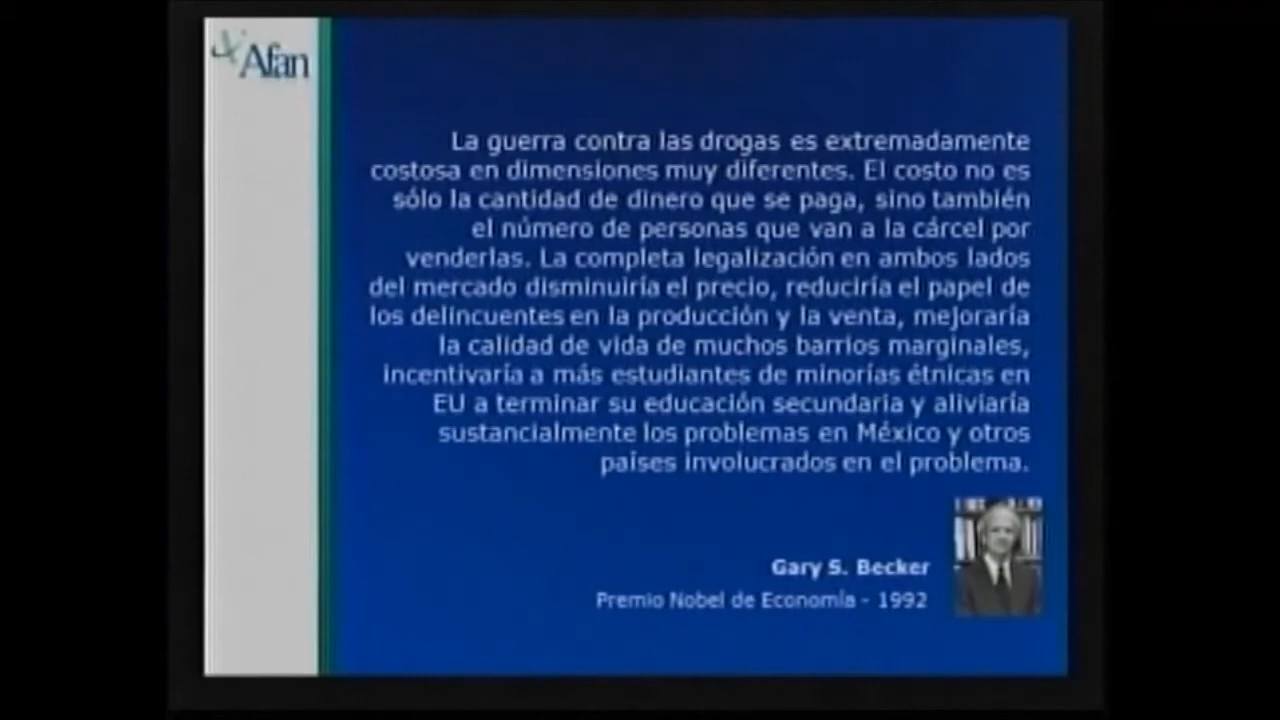 Afan
La guerra contra las drogas es extremadamente
costosa en dimensiones muy diferentes. El costo no es
sólo la cantidad de dinero que se paga, sino también
el número de personas que van a la cárcel por
venderlas. La completa legalización en ambos lados
del mercado disminuiría el precio, reduciría el papel de
los delincuentes en la producción y la venta, mejoraría
la calidad de vida de muchos barrios marginales,
incentivaría a más estudiantes de minorías étnicas en
EU a terminar su educación secundaria y aliviaría
sustancialmente los problemas en México y otros
países involucrados en el problema.
Gary S. Becker
Premio Nobel de Economía - 1992